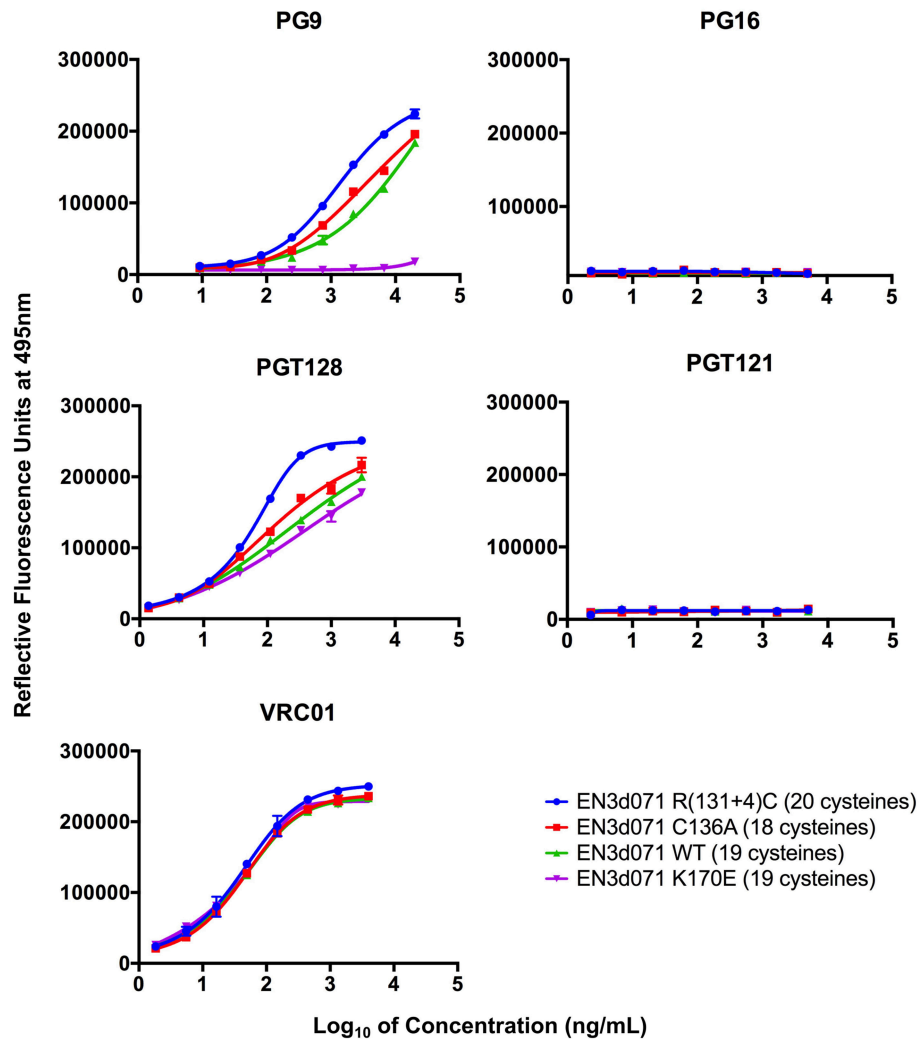 PG9
300000
200000
100000
0
0 1 2 3 4 5
PG16
300000
200000
100000
0 1 2 3 4 5
PGT128
300000
200000
100000
0
0 1 2 3 4 5
PGT121
300000
200000
100000
0
0 1 2 3 4 5
VRC01
300000
200000
100000
0
0 1 2 3 4 5
Reflective Fluorescence Units at 495nm
Log10 of Concentration (ng/mL)
EN3d071 R(131+4)C (20 cysteines)
EN3d071 C136A (18 cysteines)
EN3d071 WT (19 cysteines)
EN3d071 K170E (19 cysteines)